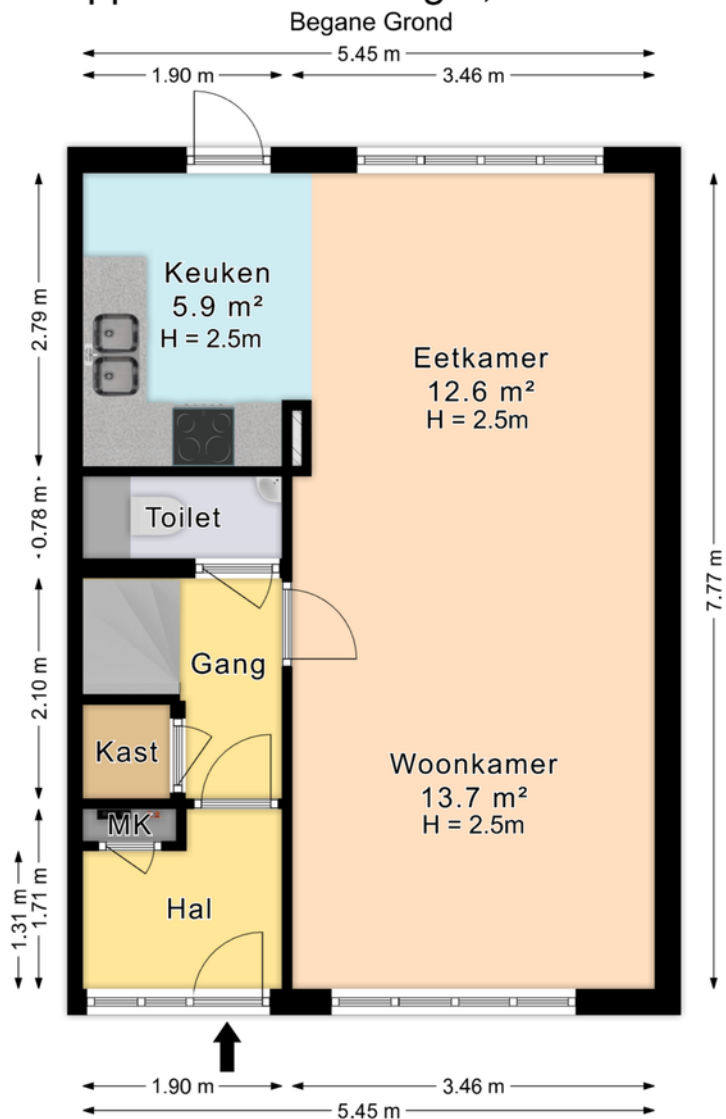 Begane Grond
5.45 m
1.90 m
3.46 m
Keuken
5.9 m²
H = 2.5m
2.79 m
Eetkamer
12.6 m²
H = 2.5m
0.78 m
Toilet
7.77 m
2.10 m
Gang
Kast
Woonkamer
13.7 m²
H = 2.5m
MK
1.31 m
1.71 m
Hal
1.90 m
3.46 m
5.45 m